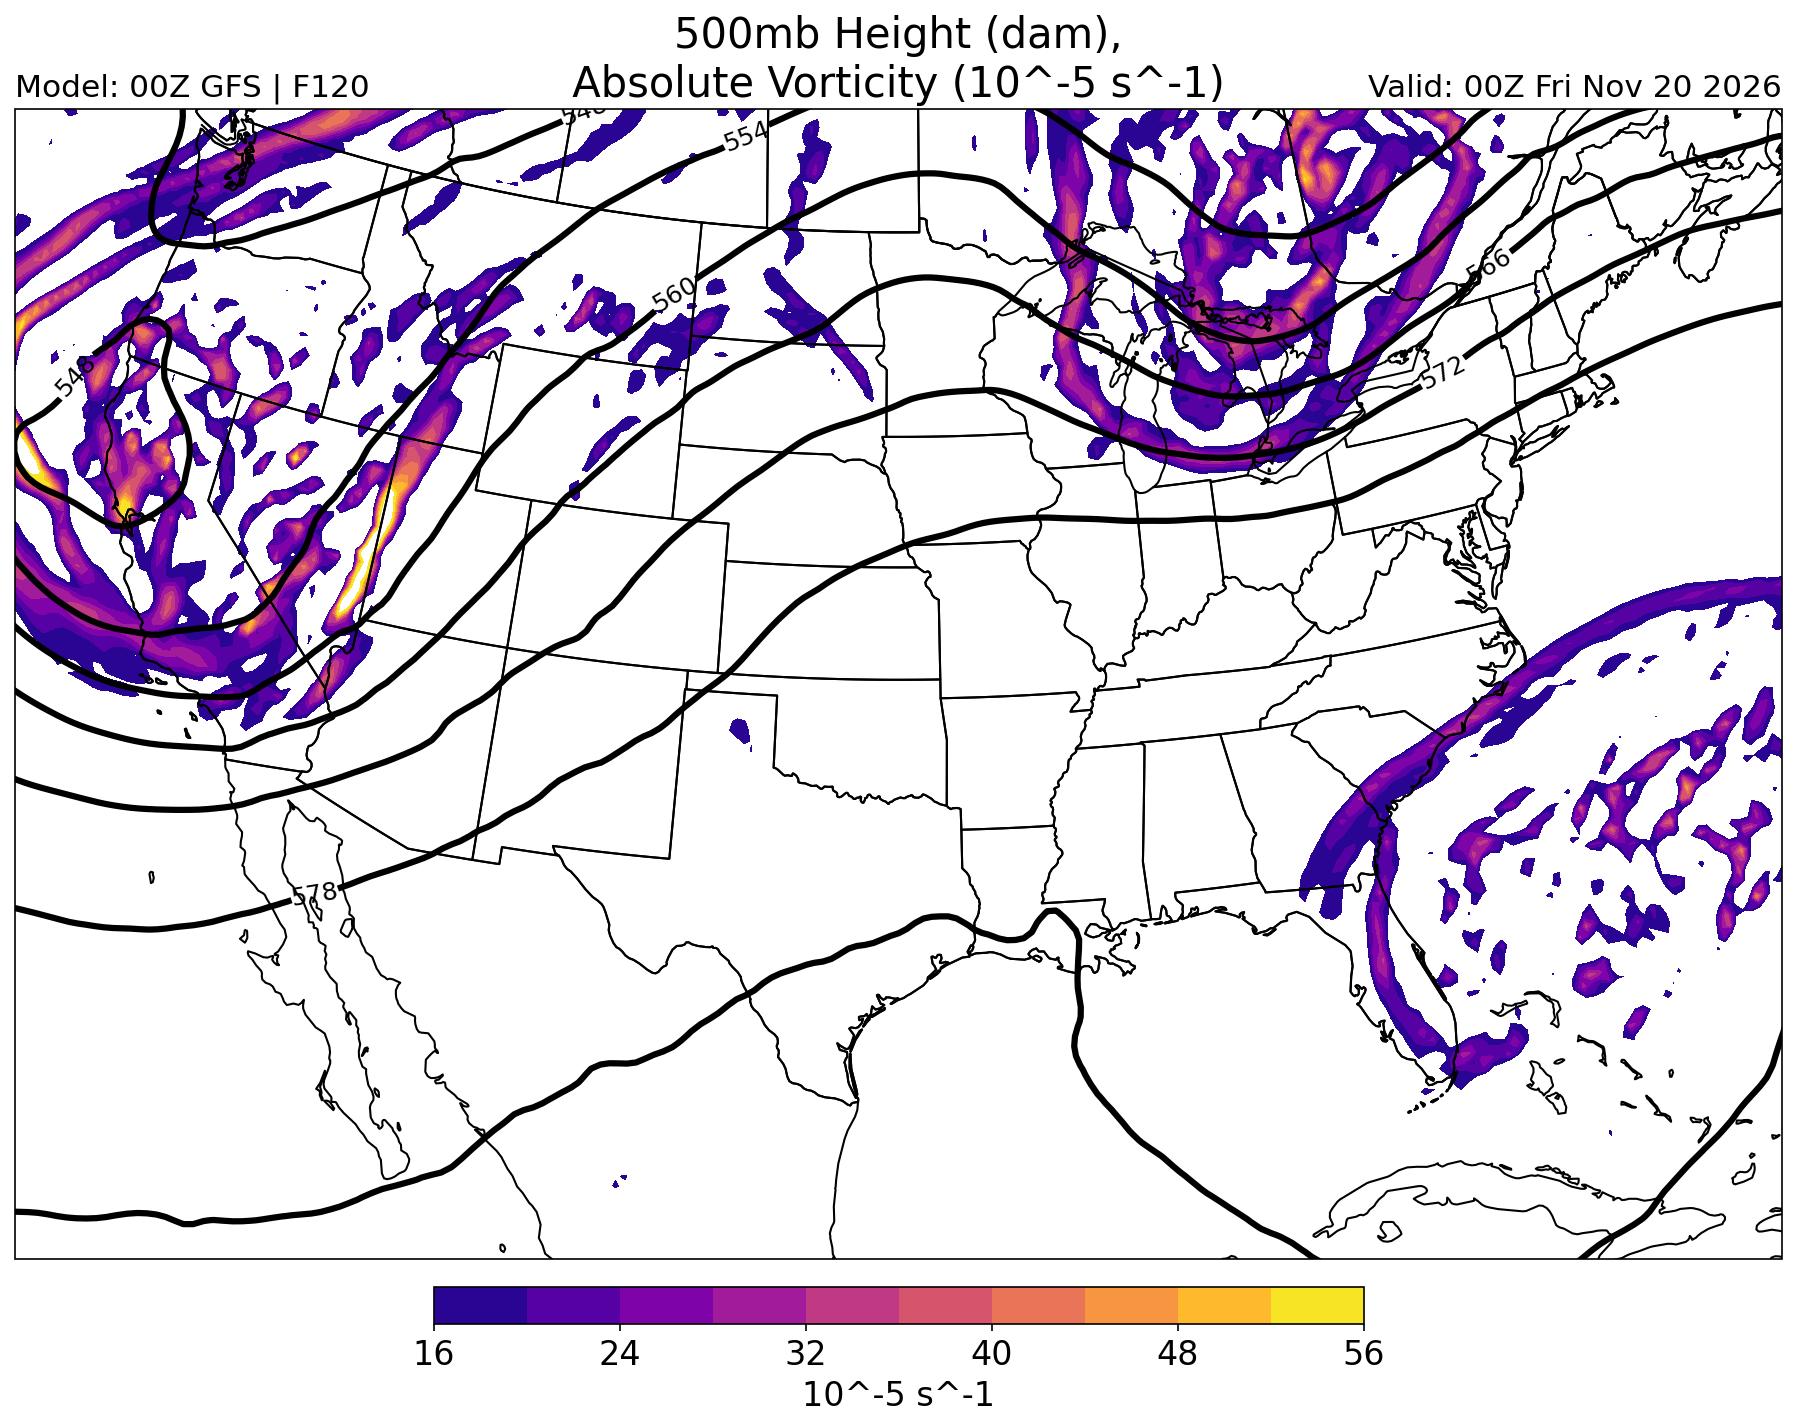 500mb Height (dam),
Absolute Vorticity (10^-5 s^-1)
Model: 00Z GFS | F120
Valid: 00Z Fri Nov 20 2026
554
560
566
548
572
578
16 24 32 40 48 56
10^-5 s^-1